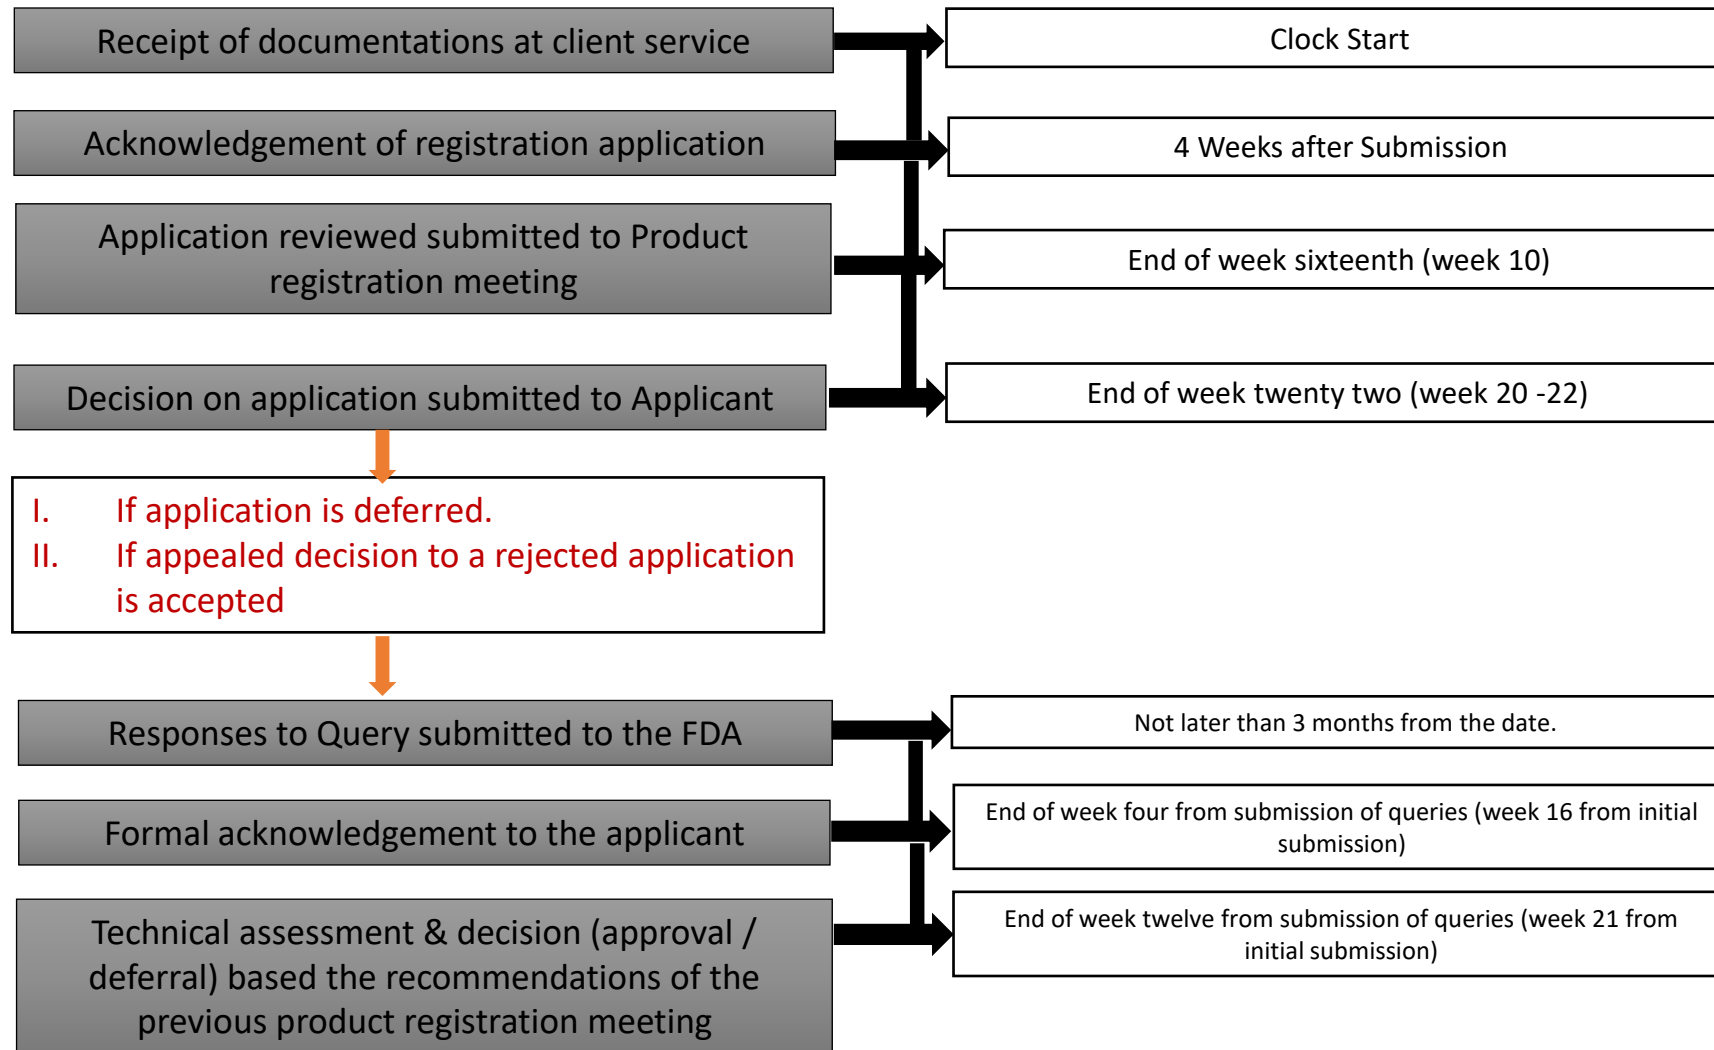 Receipt of documentations at client service
Clock Start
Acknowledgement of registration application
4 Weeks after Submission
Application reviewed submitted to Product
registration meeting
End of week sixteenth (week 10)
Decision on application submitted to Applicant
End of week twenty two (week 20 -22)
I. If application is deferred.
II. If appealed decision to a rejected application
is accepted
Responses to Query submitted to the FDA
Not later than 3 months from the date.
Formal acknowledgement to the applicant
End of week four from submission of queries (week 16 from initial
submission)
Technical assessment & decision (approval /
deferral) based the recommendations of the
previous product registration meeting
End of week twelve from submission of queries (week 21 from
initial submission)